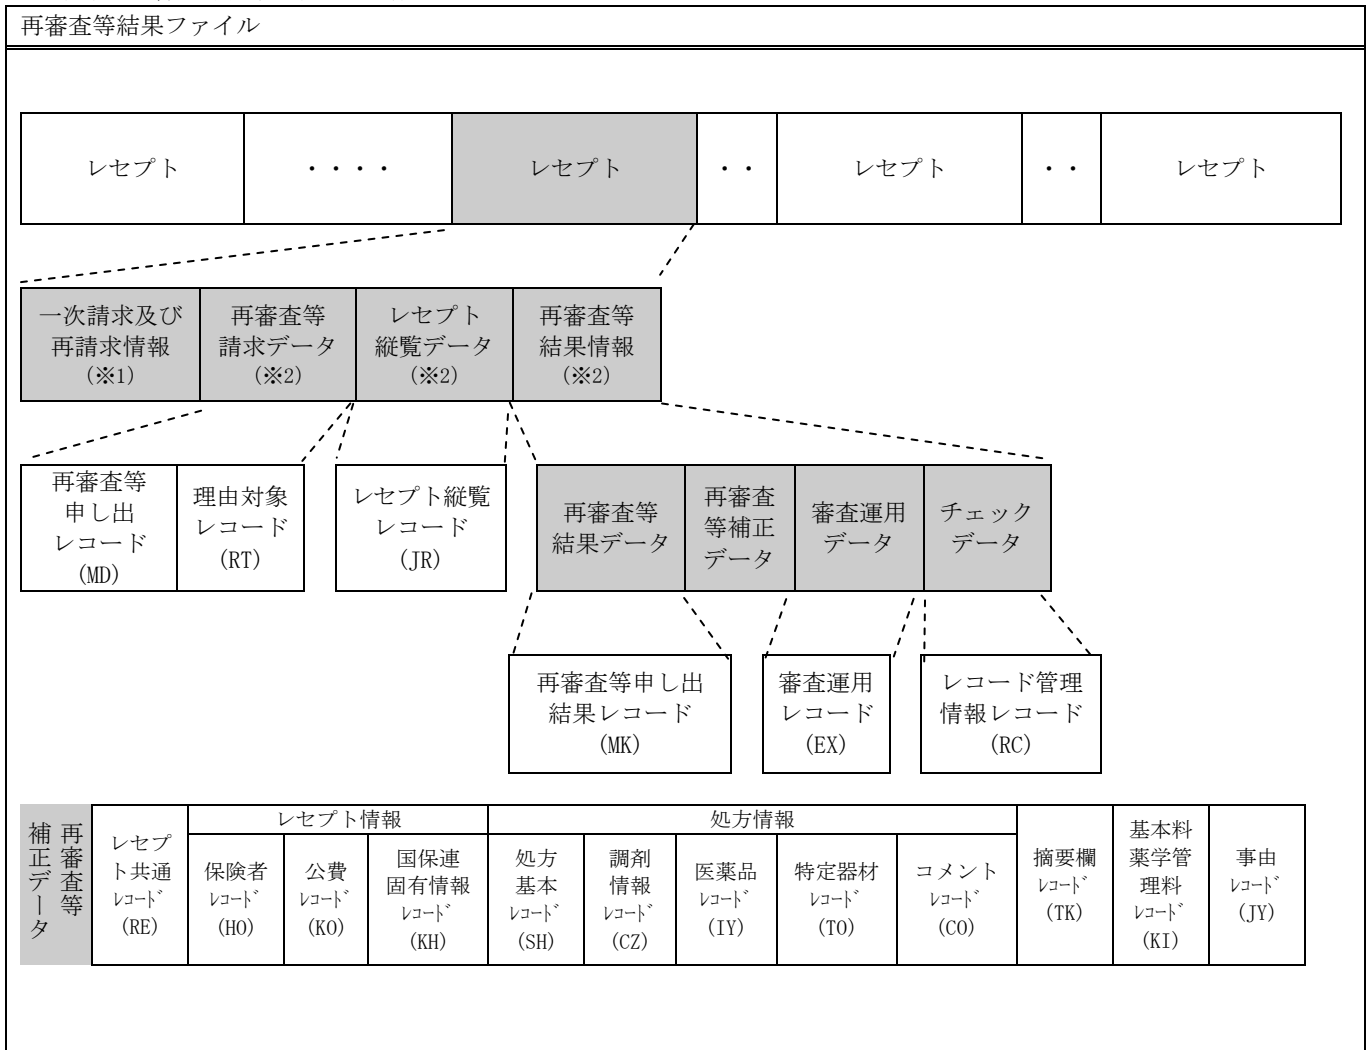 再審査等結果ファイル
レセプト
・・・・
レセプト
・・
レセプト
・・
レセプト
一次請求及び
再請求情報
(※1)
再審査等
請求データ
(※2)
レセプト
縦覧データ
(※2)
再審査等
結果情報
(※2)
再審査等
申し出
レコード
(MD)
理由対象
レコード
(RT)
レセプト縦覧
レコード
(JR)
再審査等
結果データ
再審査
等補正
データ
審査運用
データ
チェック
データ
再審査等申し出
結果レコード
(MK)
審査運用
レコード
(EX)
レコード管理
情報レコード
(RC)
再審査等
補正データ
レセプ
ト共通
ﾚｺｰﾄﾞ
(RE)
レセプト情報
保険者
ﾚｺｰﾄﾞ
(HO)
公費
ﾚｺｰﾄﾞ
(KO)
国保連
固有情報
ﾚｺｰﾄﾞ
(KH)
処方情報
処方
基本
ﾚｺｰﾄﾞ
(SH)
調剤
情報
ﾚｺｰﾄﾞ
(CZ)
医薬品
ﾚｺｰﾄﾞ
(IY)
特定器材
ﾚｺｰﾄﾞ
(TO)
コメント
ﾚｺｰﾄﾞ
(CO)
摘要欄
ﾚｺｰﾄﾞ
(TK)
基本料
薬学管
理料
ﾚｺｰﾄﾞ
(KI)
事由
ﾚｺｰﾄﾞ
(JY)